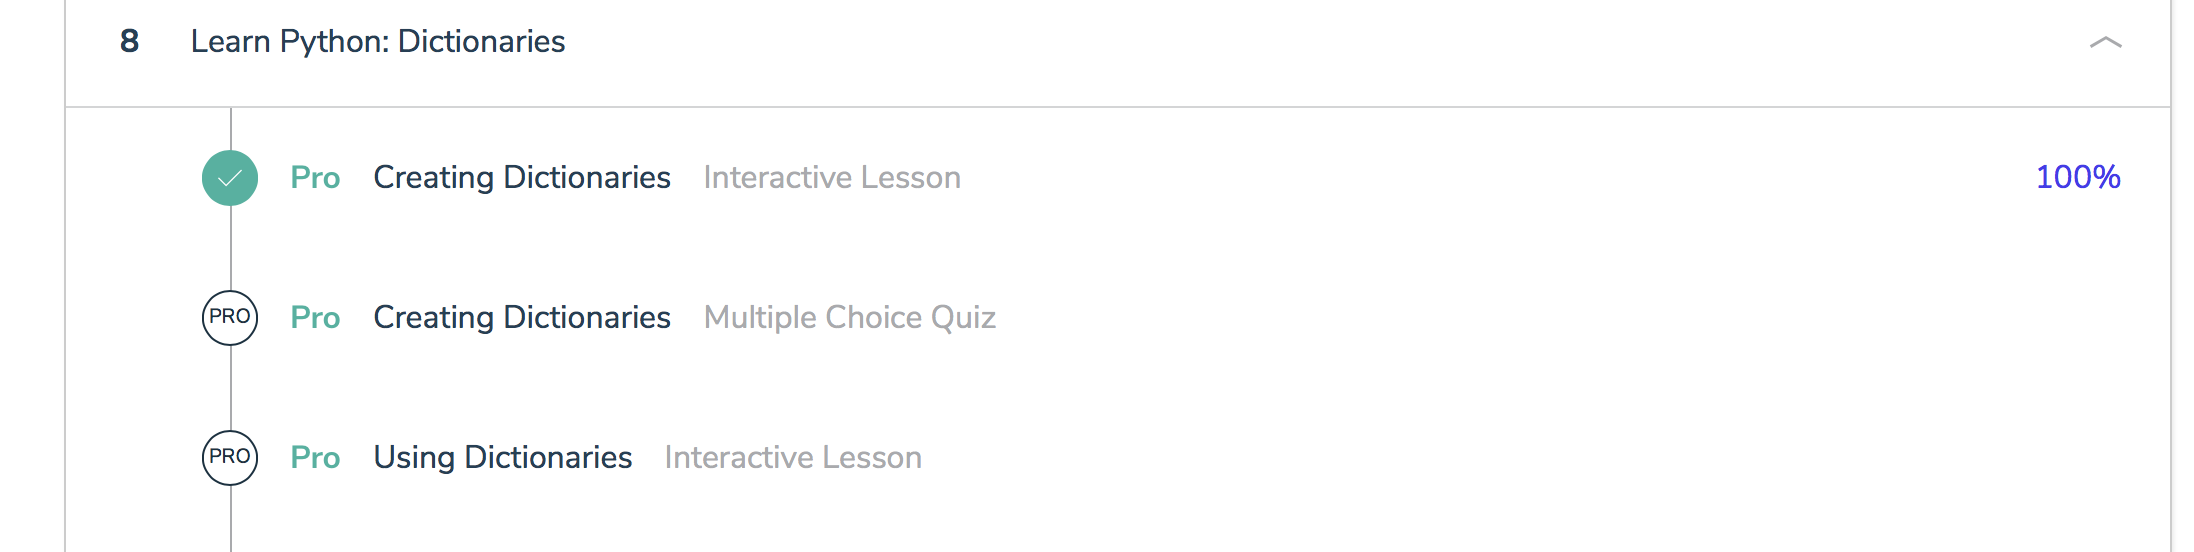 8 Learn Python: Dictionaries
Pro Creating Dictionaries Interactive Lesson 100%
PRO Pro Creating Dictionaries Multiple Choice Quiz
PRO Pro Using Dictionaries Interactive Lesson